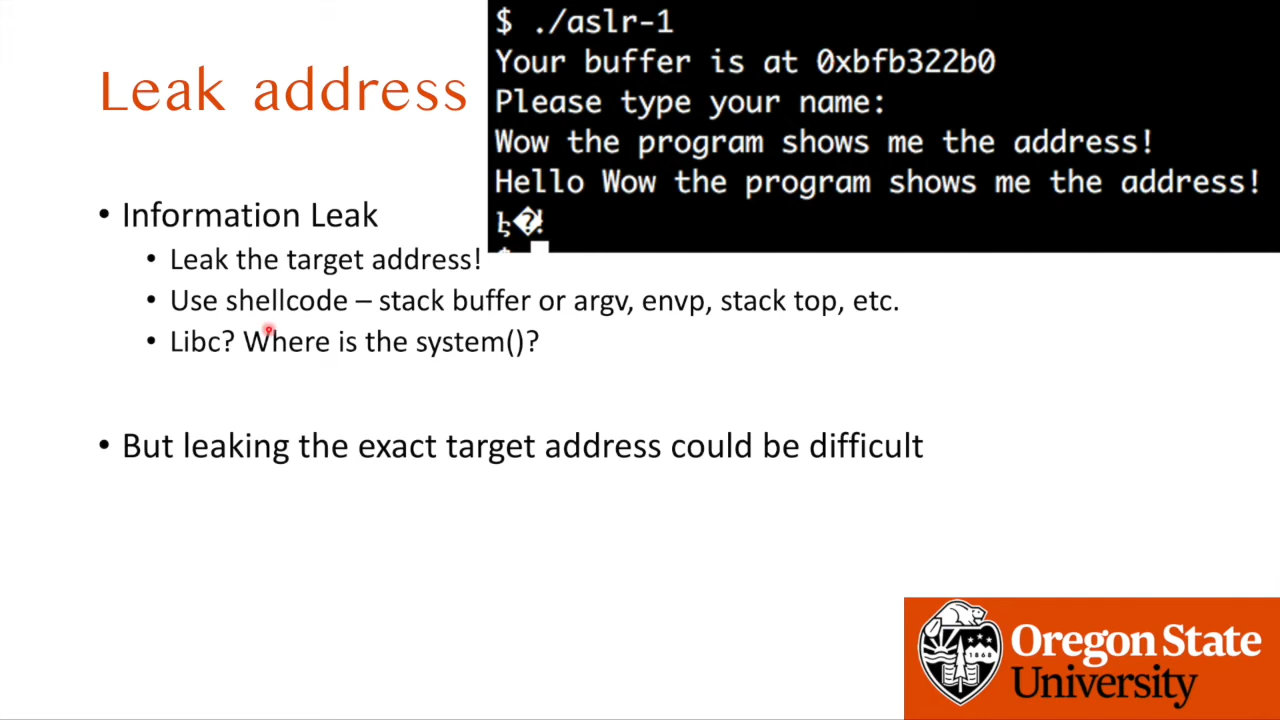 Leak address
$ ./aslr-1
Your buffer is at 0xbfb322b0
Please type your name:
Wow the program shows me the address!
Hello Wow the program shows me the address!
• Information Leak
• Leak the target address!
• Use shellcode – stack buffer or argv, envp, stack top, etc.
• Libc? Where is the system()?
• But leaking the exact target address could be difficult
1868
Oregon State
University